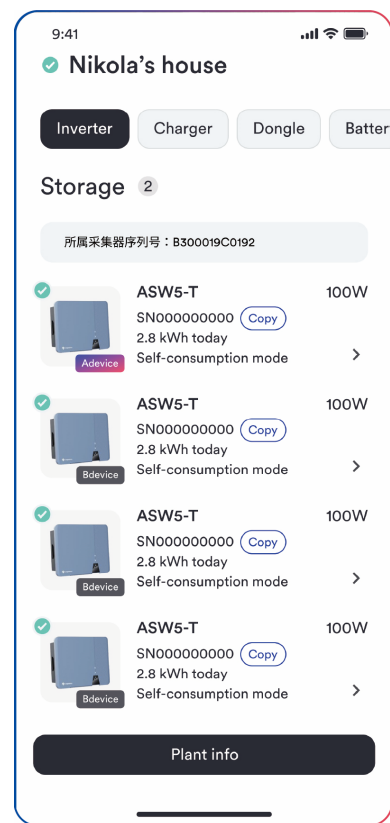 9:41
Nikola's house
Inverter Charger Dongle Batter
Storage 2
所属采集器序列号：B300019C0192
ASW5-T 100W
SN000000000 Copy
2.8 kWh today
Adevice Self-consumption mode
ASW5-T 100W
SN000000000 Copy
2.8 kWh today
Bdevice Self-consumption mode
ASW5-T 100W
SN000000000 Copy
2.8 kWh today
Bdevice Self-consumption mode
ASW5-T 100W
SN000000000 Copy
2.8 kWh today
Bdevice Self-consumption mode
Plant info